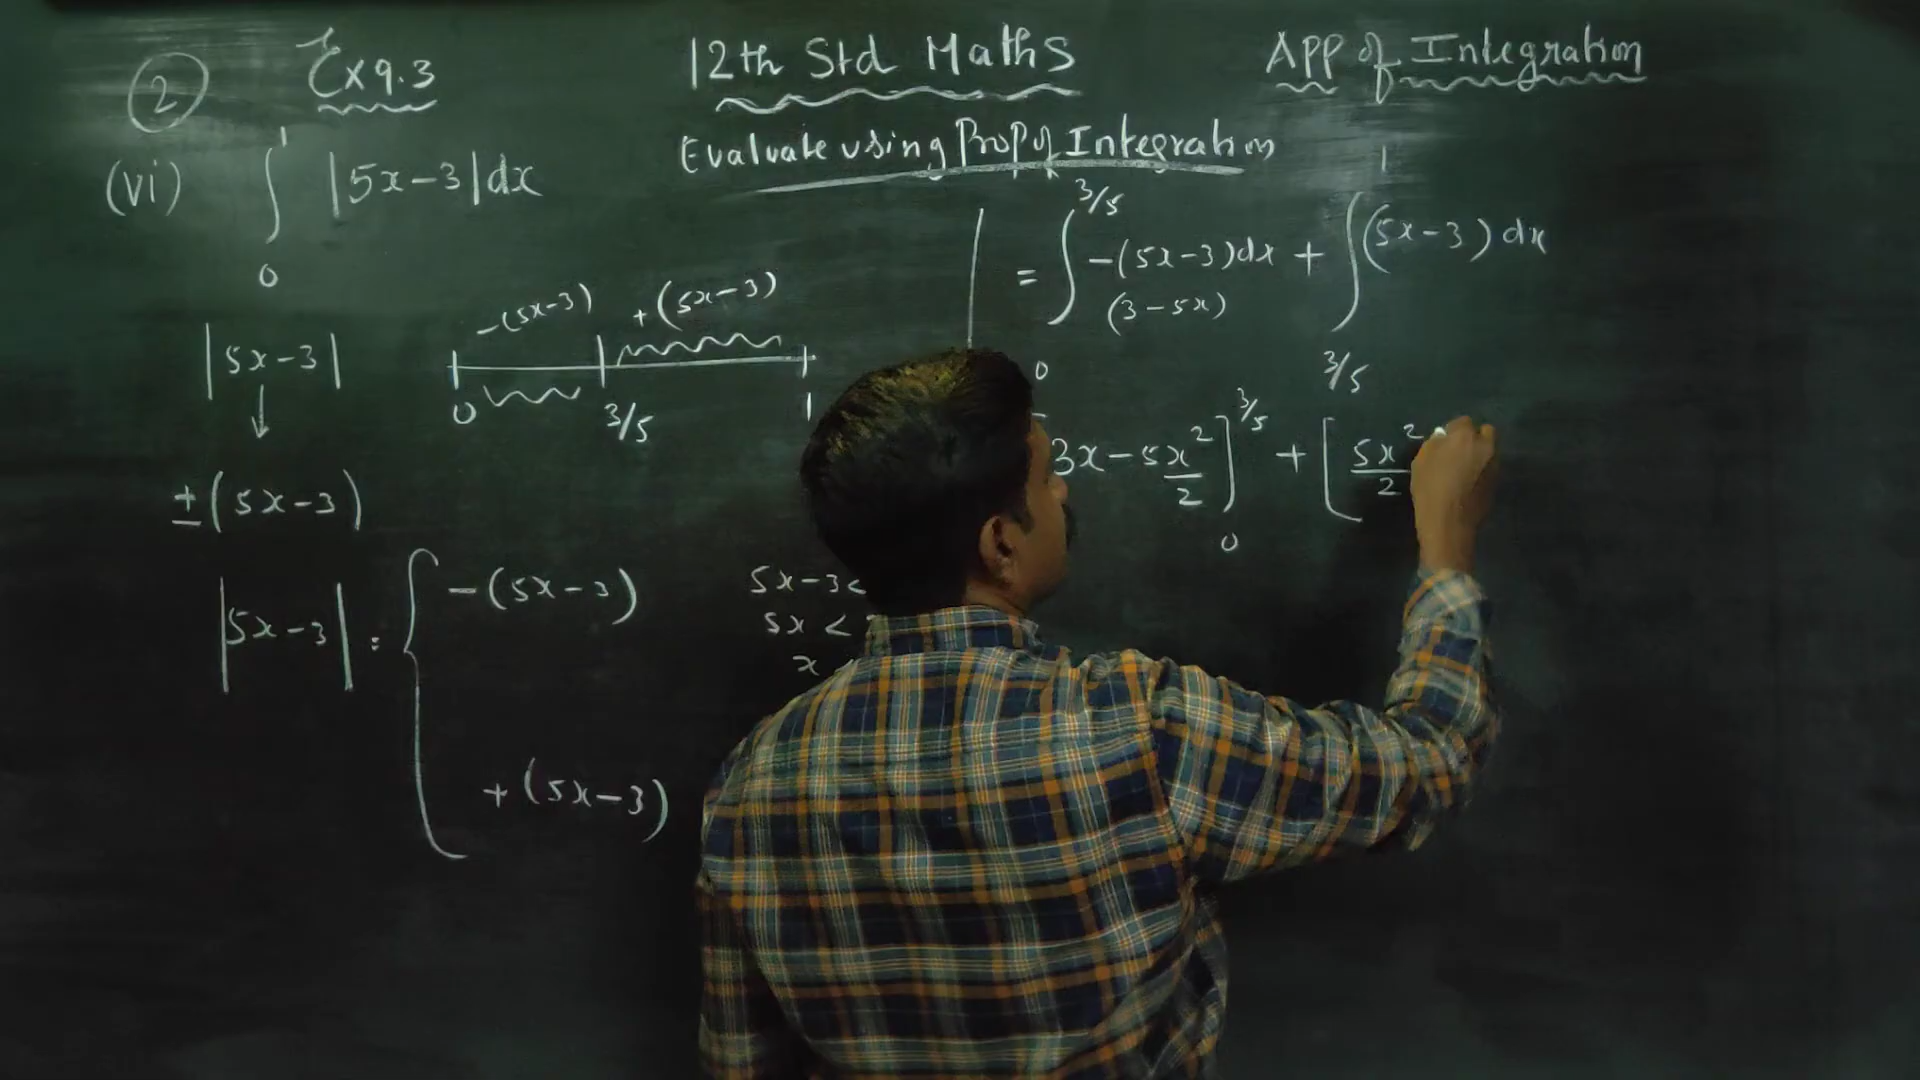 ② Ex 9.3
12th Std Maths
APP of Integration
Evaluate using Prop of Integration
(vi) ∫₀¹ |5x-3| dx
|5x-3|
↓
±(5x-3)
-(5x-3) +(5x-3)
0 3/5 1
|5x-3| = { -(5x-3) 5x-3<
5x <
x
+(5x-3)
= ∫₀^{3/5} -(5x-3)dx + ∫_{3/5}^{1} (5x-3) dx
(3-5x)
3x - 5x²/2 ]₀^{3/5} + [ 5x²/2